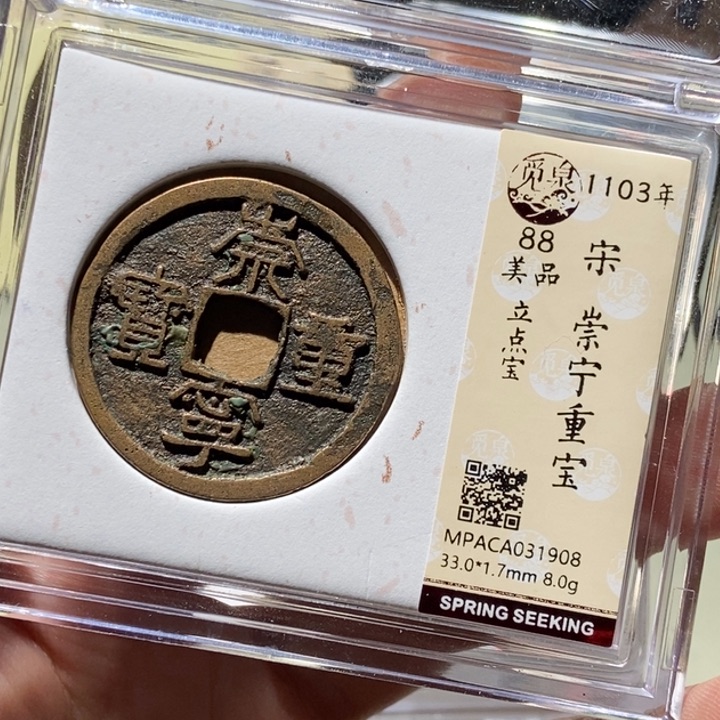 崇
寧
重
寶
觅泉
1103年
88
美品
立点宝
宋 崇宁重宝
MPACA031908
33.0*1.7mm 8.0g
SPRING SEEKING